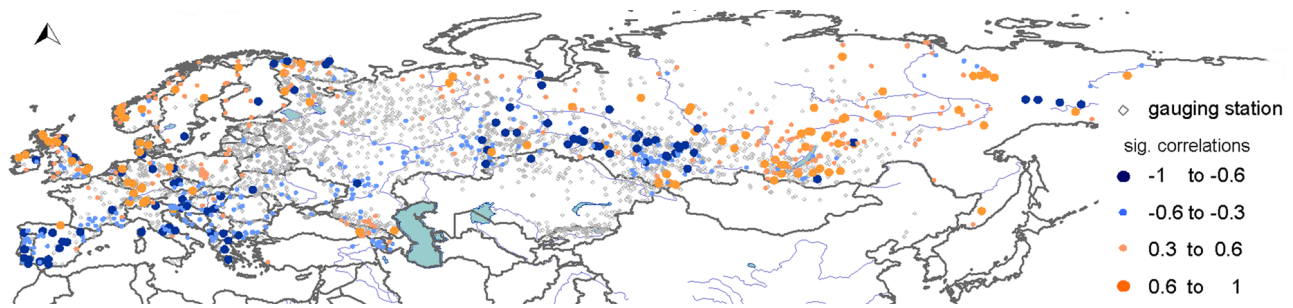 gauging station
sig. correlations
-1 to -0.6
-0.6 to -0.3
0.3 to 0.6
0.6 to 1